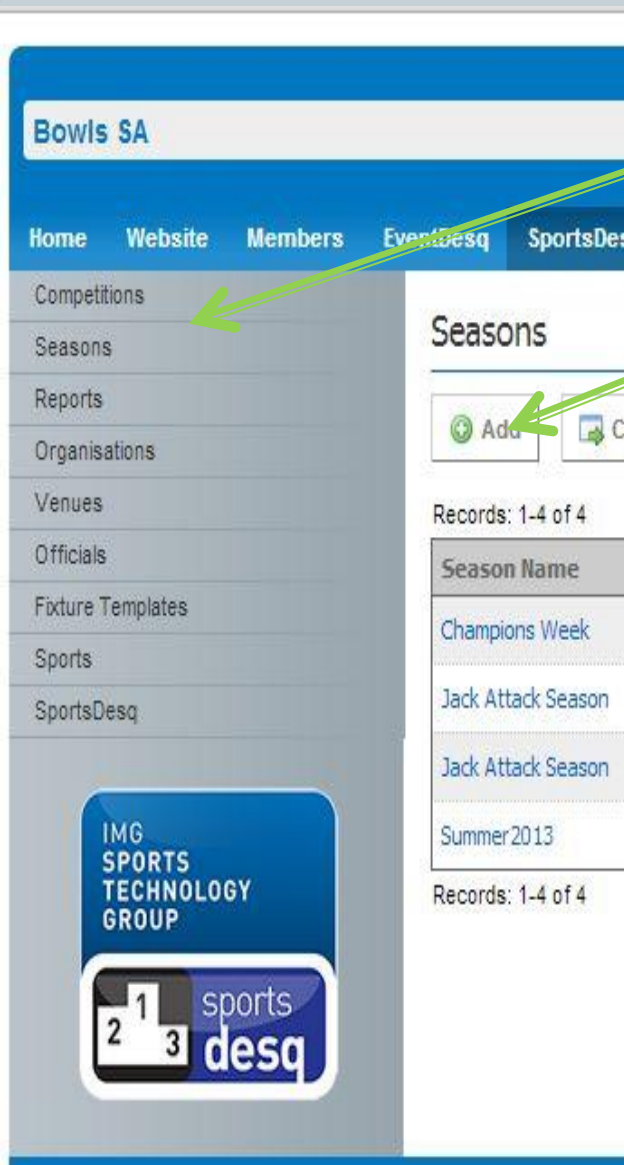 Bowls SA
Home Website Members EventDesq SportsDes
Competitions
Seasons
Reports
Organisations
Venues
Officials
Fixture Templates
Sports
SportsDesq
IMG
SPORTS
TECHNOLOGY
GROUP
1
2 3
sports
desq
Seasons
Add C
Records: 1-4 of 4
Season Name
Champions Week
Jack Attack Season
Jack Attack Season
Summer2013
Records: 1-4 of 4